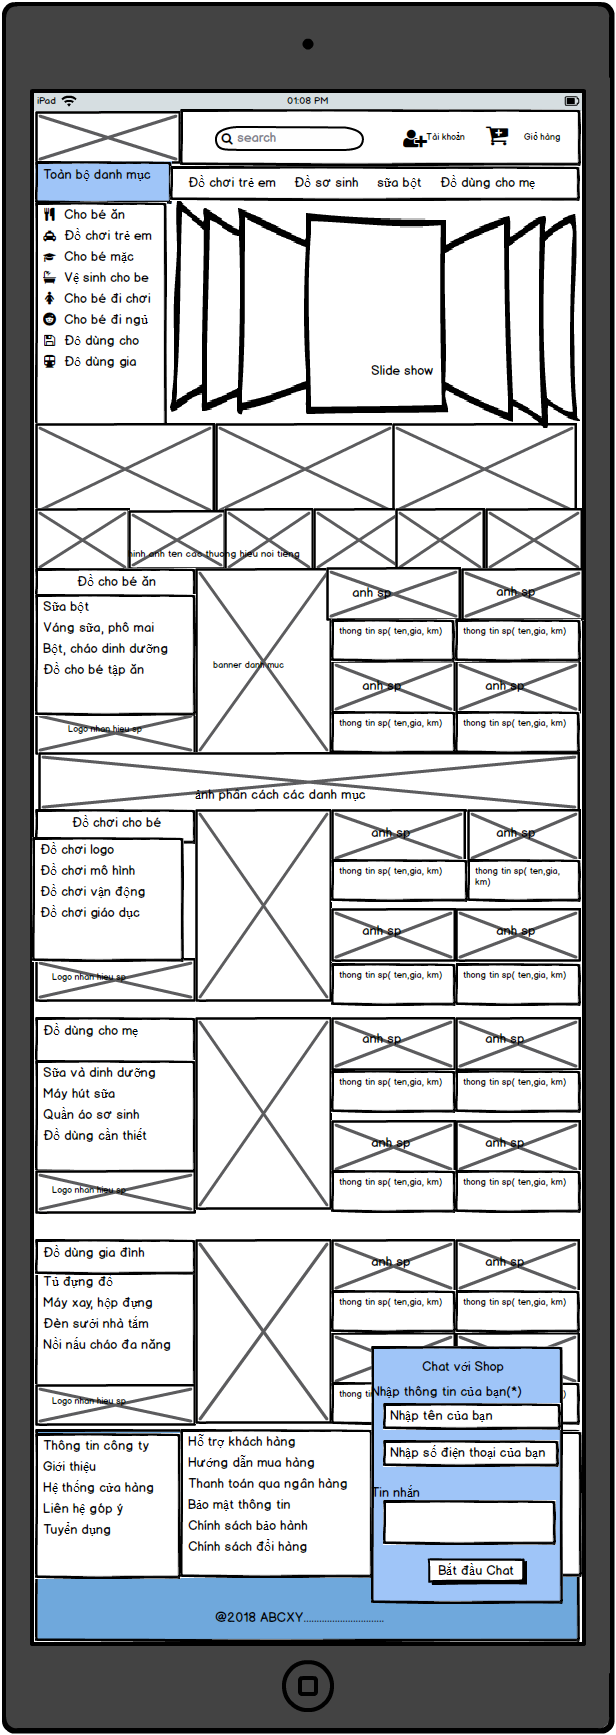 iPad 01:08 PM
search Tài khoản Giỏ hàng
Toàn bộ danh mục
Đồ chơi trẻ em Đồ sơ sinh sữa bột Đồ dùng cho mẹ
Cho bé ăn
Đồ chơi trẻ em
Cho bé mặc
Vệ sinh cho be
Cho bé đi chơi
Cho bé đi ngủ
Đồ dùng cho
Đồ dùng gia
Slide show
hinh anh ten cac thuong hieu noi tieng
Đồ cho bé ăn
Sữa bột
Váng sữa, phô mai
Bột, cháo dinh dưỡng
Đồ cho bé tập ăn
Logo nhan hieu sp
banner danh muc
anh sp anh sp
thong tin sp( ten,gia, km) thong tin sp( ten,gia, km)
anh sp anh sp
thong tin sp( ten,gia, km) thong tin sp( ten,gia, km)
ảnh phân cách các danh mục
Đồ chơi cho bé
Đồ chơi logo
Đồ chơi mô hình
Đồ chơi vận động
Đồ chơi giáo dục
Logo nhan hieu sp
anh sp anh sp
thong tin sp( ten,gia, km) thong tin sp( ten,gia,
km)
anh sp anh sp
thong tin sp( ten,gia, km) thong tin sp( ten,gia, km)
Đồ dùng cho mẹ
Sữa và dinh dưỡng
Máy hút sữa
Quần áo sơ sinh
Đồ dùng cần thiết
Logo nhan hieu sp
anh sp anh sp
thong tin sp( ten,gia, km) thong tin sp( ten,gia, km)
anh sp anh sp
thong tin sp( ten,gia, km) thong tin sp( ten,gia, km)
Đồ dùng gia đình
Tủ đựng đồ
Máy xay, hộp đựng
Đèn sưởi nhà tắm
Nồi nấu cháo đa năng
Logo nhan hieu sp
anh sp anh sp
thong tin sp( ten,gia, km) thong tin sp( ten,gia, km)
thong ti
Chat với Shop
Nhập thông tin của bạn(*)
Nhập tên của bạn
Nhập số điện thoại của bạn
Tin nhắn
Bắt đầu Chat
Thông tin công ty
Giới thiệu
Hệ thống cửa hàng
Liên hệ góp ý
Tuyển dụng
Hỗ trợ khách hàng
Hướng dẫn mua hàng
Thanh toán qua ngân hàng
Bảo mật thông tin
Chính sách bảo hành
Chính sách đổi hàng
@2018 ABCXY................................